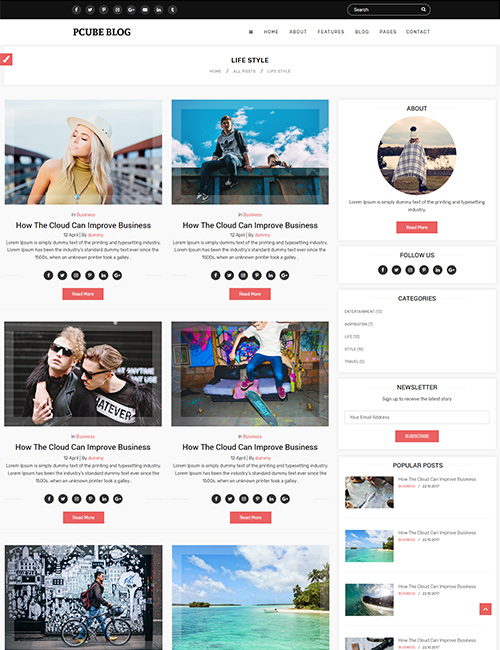 Search
PCUBE BLOG
HOME ABOUT FEATURES BLOG PAGES CONTACT
LIFE STYLE
HOME / ALL POSTS / LIFE STYLE
In Business
How The Cloud Can Improve Business
12 April | By dummy
Lorem Ipsum is simply dummy text of the printing and typesetting industry.
Lorem Ipsum has been the industry's standard dummy text ever since the
1500s, when an unknown printer took a galley .
Read More
In Business
How The Cloud Can Improve Business
12 April | By dummy
Lorem Ipsum is simply dummy text of the printing and typesetting industry.
Lorem Ipsum has been the industry's standard dummy text ever since the
1500s, when an unknown printer took a galley .
Read More
WHATEVER
In Business
How The Cloud Can Improve Business
12 April | By dummy
Lorem Ipsum is simply dummy text of the printing and typesetting industry.
Lorem Ipsum has been the industry's standard dummy text ever since the
1500s, when an unknown printer took a galley .
Read More
In Business
How The Cloud Can Improve Business
12 April | By dummy
Lorem Ipsum is simply dummy text of the printing and typesetting industry.
Lorem Ipsum has been the industry's standard dummy text ever since the
1500s, when an unknown printer took a galley .
Read More
ABOUT
Lorem Ipsum is simply dummy text of the printing and typesetting
industry.
Read More
FOLLOW US
CATEGORIES
ENTERTAINMENT (15)
INSPIRATION (7)
LIFE (12)
STYLE (19)
TRAVEL (5)
NEWSLETTER
Sign up to receive the latest story
Your Email Address
SUBSCRIBE
POPULAR POSTS
How The Cloud Can Improve Business
BUSINESS / 22.10.2017
How The Cloud Can Improve Business
BUSINESS / 22.10.2017
How The Cloud Can Improve Business
BUSINESS / 22.10.2017
How The Cloud Can Improve Business
BUSINESS / 22.10.2017